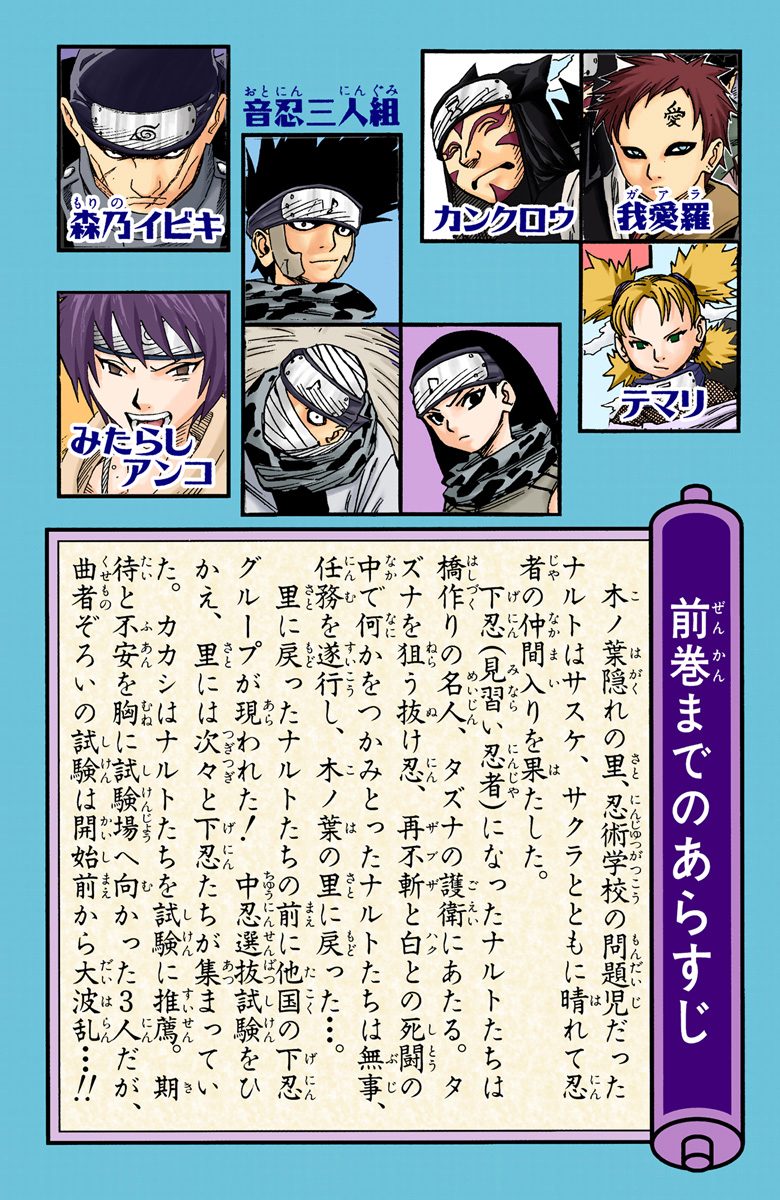 我愛羅
カンクロウ
テマリ
音忍三人組
森乃イビキ
みたらし
アンコ
愛
前巻までのあらすじ
木ノ葉隠れの里、忍術学校の問題児だった
ナルトはサスケ、サクラとともに晴れて忍
者の仲間入りを果たした。
下忍(見習い忍者)になったナルトたちは
橋作りの名人、タズナの護衛にあたる。タ
ズナを狙う抜け忍、再不斬と白との死闘の
中で何かをつかみとったナルトたちは無事、
任務を遂行し、木ノ葉の里に戻った…。
里に戻ったナルトたちの前に他国の下忍
グループが現われた! 中忍選抜試験をひ
かえ、里には次々と下忍たちが集まってい
た。カカシはナルトたちを試験に推薦。期
待と不安を胸に試験場へ向かった3人だが、
曲者ぞろいの試験は開始前から大波乱…!!